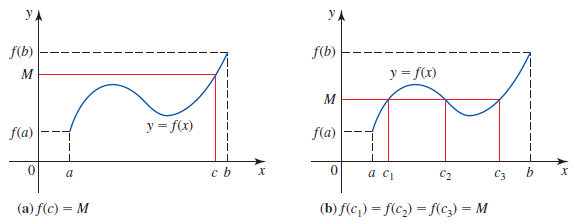 y
f(b)
M
f(a)
y = f(x)
0
a
c
b
x
(a) f(c) = M
y
f(b)
y = f(x)
M
f(a)
0
a
c₁
c₂
c₃
b
x
(b) f(c₁) = f(c₂) = f(c₃) = M